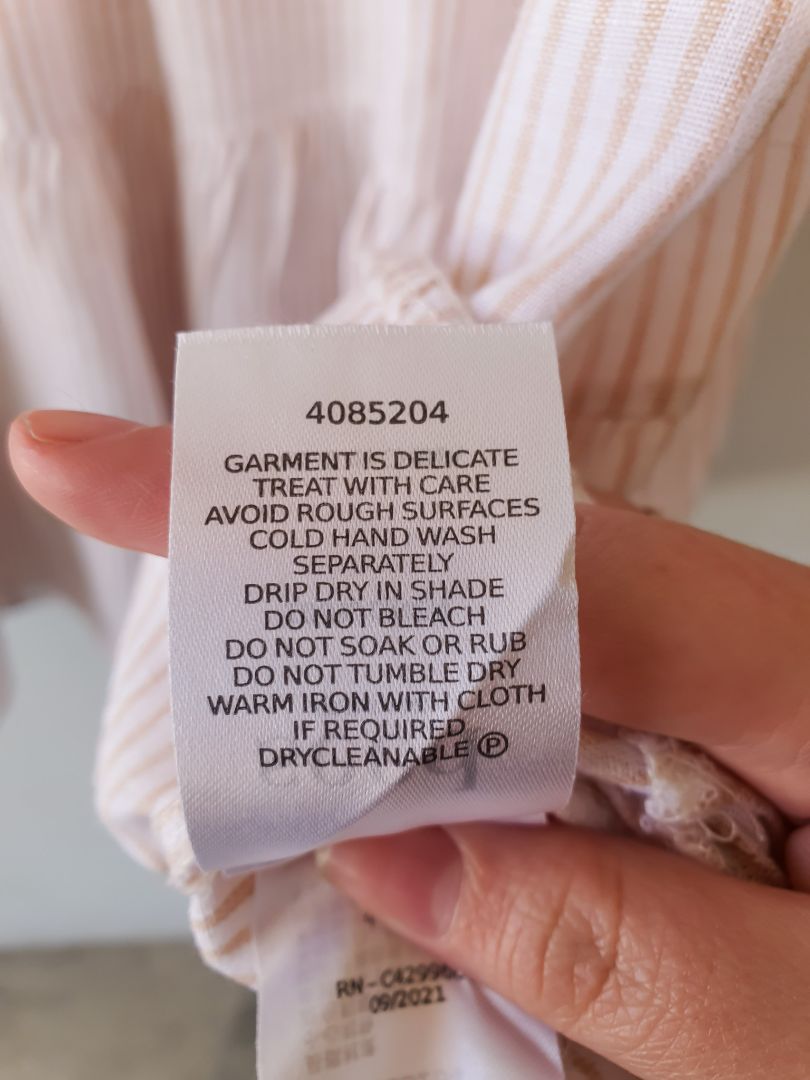 4085204
GARMENT IS DELICATE
TREAT WITH CARE
AVOID ROUGH SURFACES
COLD HAND WASH
SEPARATELY
DRIP DRY IN SHADE
DO NOT BLEACH
DO NOT SOAK OR RUB
DO NOT TUMBLE DRY
WARM IRON WITH CLOTH
IF REQUIRED
DRYCLEANABLE Ⓟ
RN -
09/2021